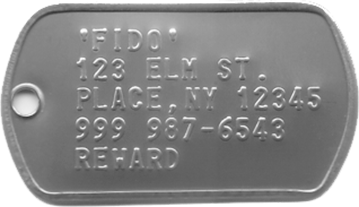 'FIDO'
123 ELM ST.
PLACE,NY 12345
999 987-6543
REWARD